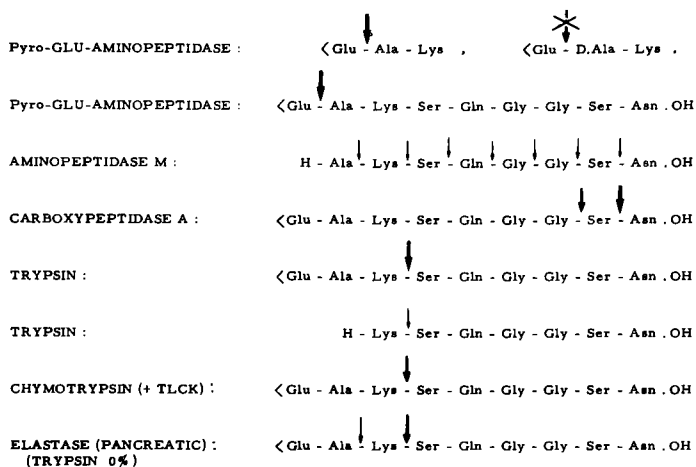 Pyro-GLU-AMINOPEPTIDASE : <Glu - Ala - Lys , <Glu - D.Ala - Lys .
Pyro-GLU-AMINOPEPTIDASE : <Glu - Ala - Lys - Ser - Gln - Gly - Gly - Ser - Asn . OH
AMINOPEPTIDASE M : H - Ala - Lys - Ser - Gln - Gly - Gly - Ser - Asn . OH
CARBOXYPEPTIDASE A : <Glu - Ala - Lys - Ser - Gln - Gly - Gly - Ser - Asn . OH
TRYPSIN : <Glu - Ala - Lys - Ser - Gln - Gly - Gly - Ser - Asn . OH
TRYPSIN : H - Lys - Ser - Gln - Gly - Gly - Ser - Asn . OH
CHYMOTRYPSIN (+ TLCK) : <Glu - Ala - Lys - Ser - Gln - Gly - Gly - Ser - Asn . OH
ELASTASE (PANCREATIC) : <Glu - Ala - Lys - Ser - Gln - Gly - Gly - Ser - Asn . OH
(TRYPSIN 0%)